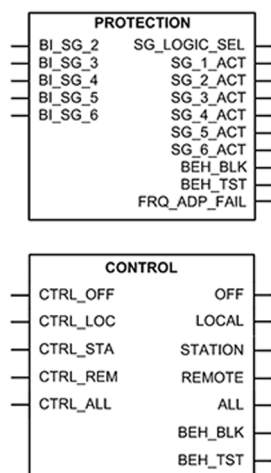 PROTECTION
BI_SG_2 SG_LOGIC_SEL
BI_SG_3 SG_1_ACT
BI_SG_4 SG_2_ACT
BI_SG_5 SG_3_ACT
BI_SG_6 SG_4_ACT
SG_5_ACT
SG_6_ACT
BEH_BLK
BEH_TST
FRQ_ADP_FAIL
CONTROL
CTRL_OFF OFF
CTRL_LOC LOCAL
CTRL_STA STATION
CTRL_REM REMOTE
CTRL_ALL ALL
BEH_BLK
BEH_TST